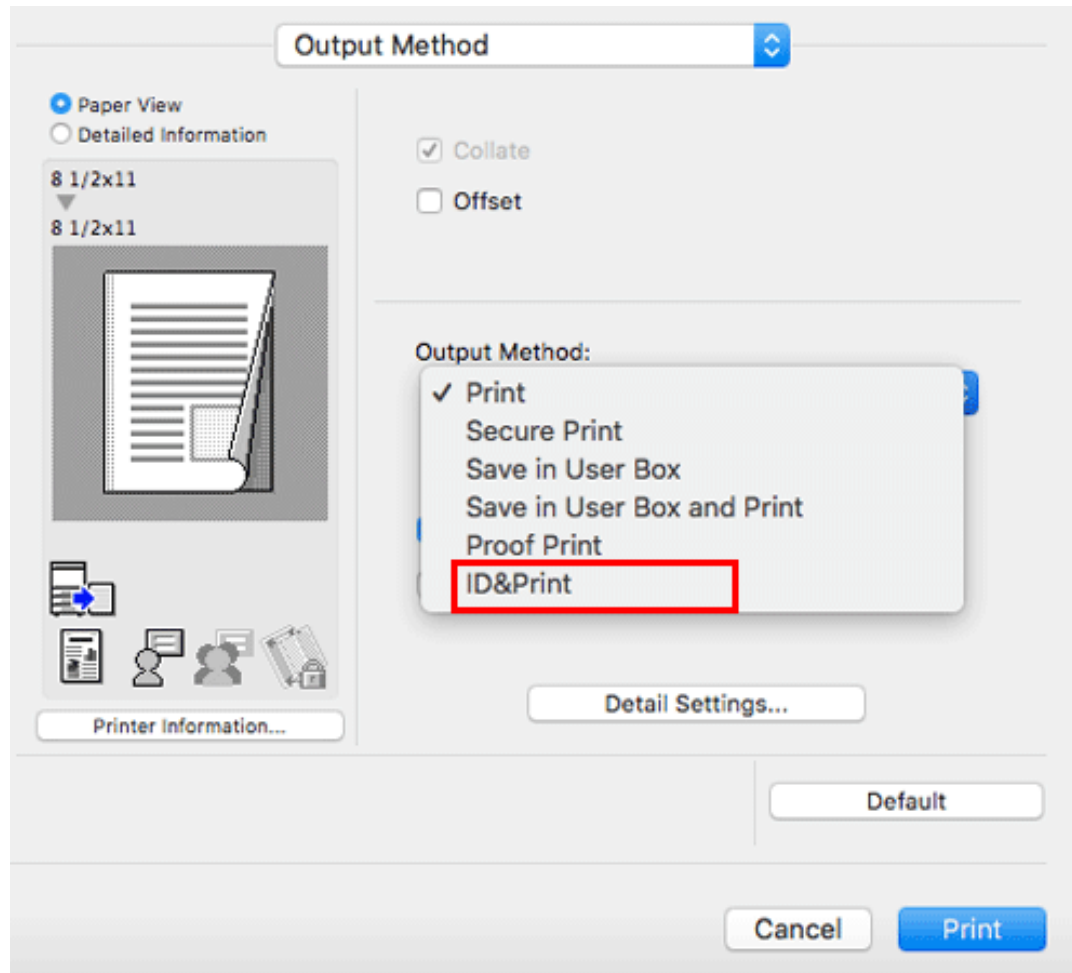 Output Method
Paper View
Detailed Information
8 1/2x11
8 1/2x11
Printer Information...
Collate
Offset
Output Method:
Print
Secure Print
Save in User Box
Save in User Box and Print
Proof Print
ID&Print
Detail Settings...
Default
Cancel
Print